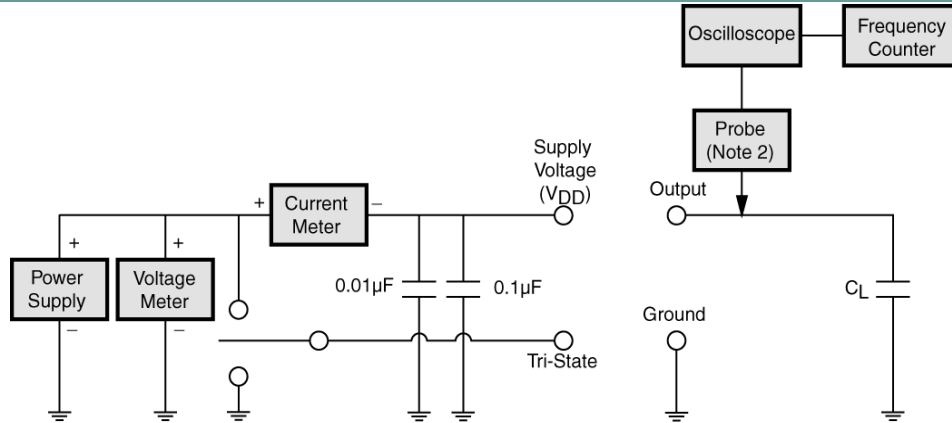 Oscilloscope
Frequency
Counter
Probe
(Note 2)
Supply
Voltage
(VDD)
Output
+
Current
Meter
–
+
Power
Supply
–
+
Voltage
Meter
–
0.01µF
0.1µF
CL
Ground
Tri-State